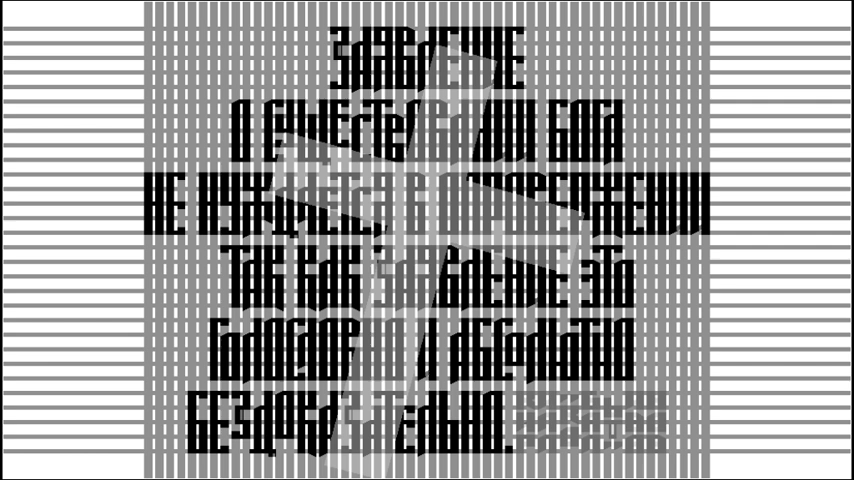 ЗАЯВЛЕНИЕ
О СУЩЕСТВОВАНИИ БОГА
НЕ НУЖДАЕТСЯ В ОПРОВЕРЖЕНИИ
ТАК КАК ЗАЯВЛЕНИЕ ЭТО
ГОЛОСЛОВНО И АБСОЛЮТНО
БЕЗДОКАЗАТЕЛЬНО.